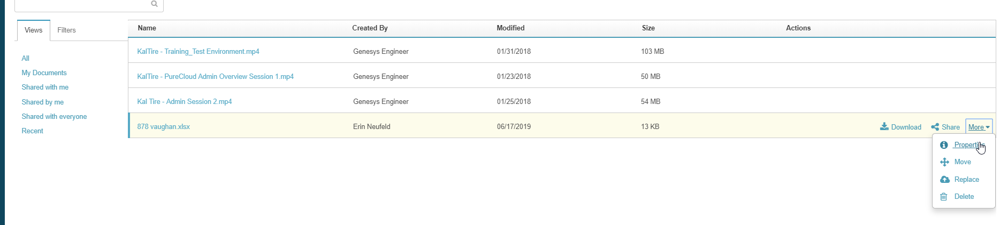 Views Filters
Name Created By Modified Size Actions
KalTire - Training_Test Environment.mp4 Genesys Engineer 01/31/2018 103 MB
All
My Documents
KalTire - PureCloud Admin Overview Session 1.mp4 Genesys Engineer 01/23/2018 50 MB
Shared with me
Shared by me
Kal Tire - Admin Session 2.mp4 Genesys Engineer 01/25/2018 54 MB
Shared with everyone
Recent
878 vaughan.xlsx Erin Neufeld 06/17/2019 13 KB Download Share More
Properties
Move
Replace
Delete